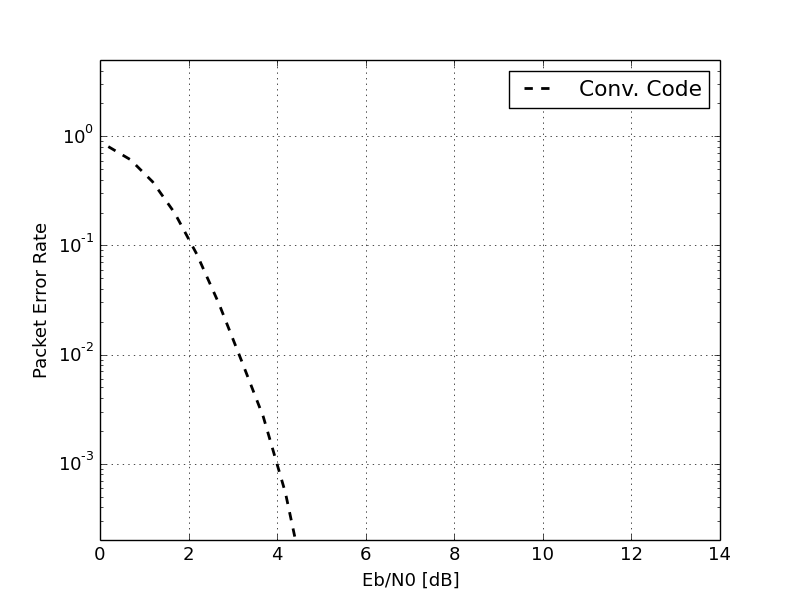 Conv. Code
10^0
10^-1
10^-2
10^-3
Packet Error Rate
0 2 4 6 8 10 12 14
Eb/N0 [dB]